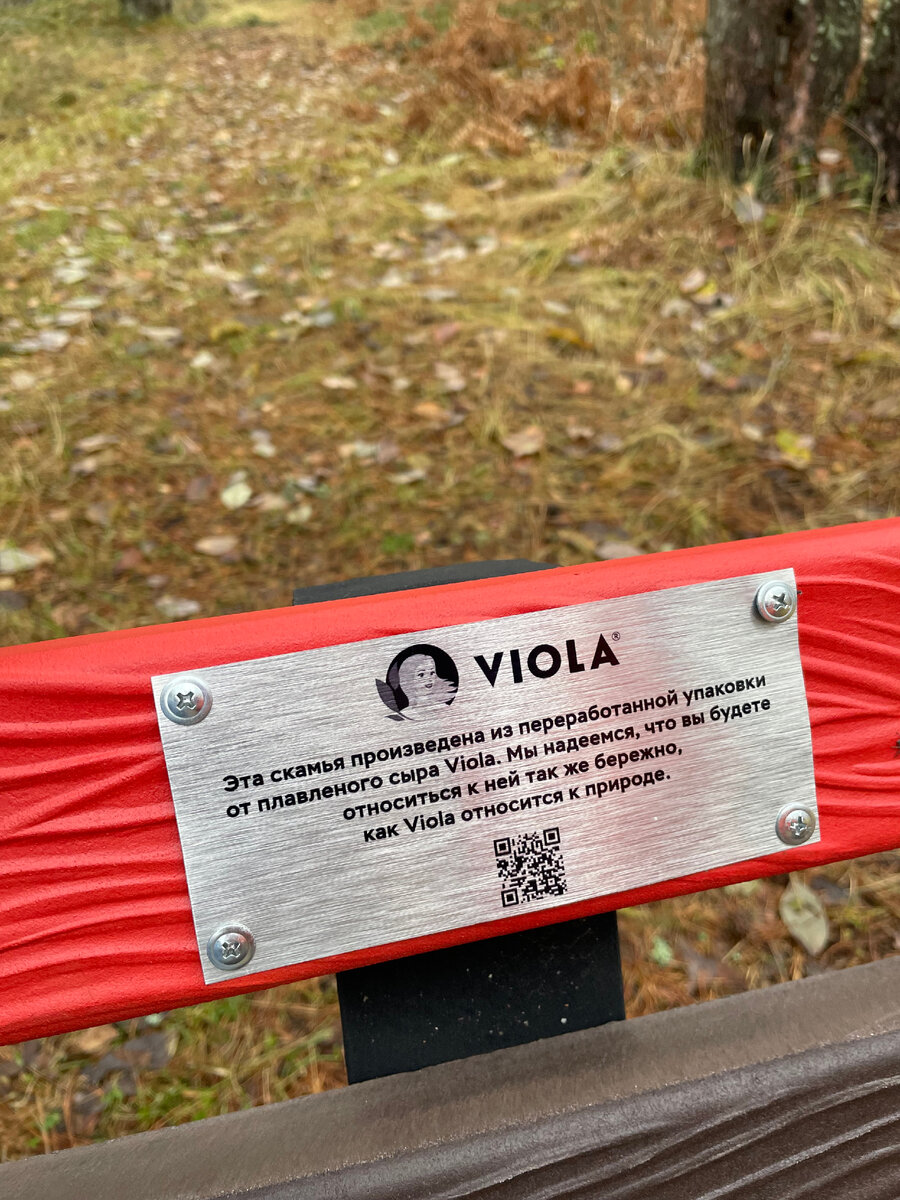 VIOLA®
Эта скамья произведена из переработанной упаковки
от плавленого сыра Viola. Мы надеемся, что вы будете
относиться к ней так же бережно,
как Viola относится к природе.